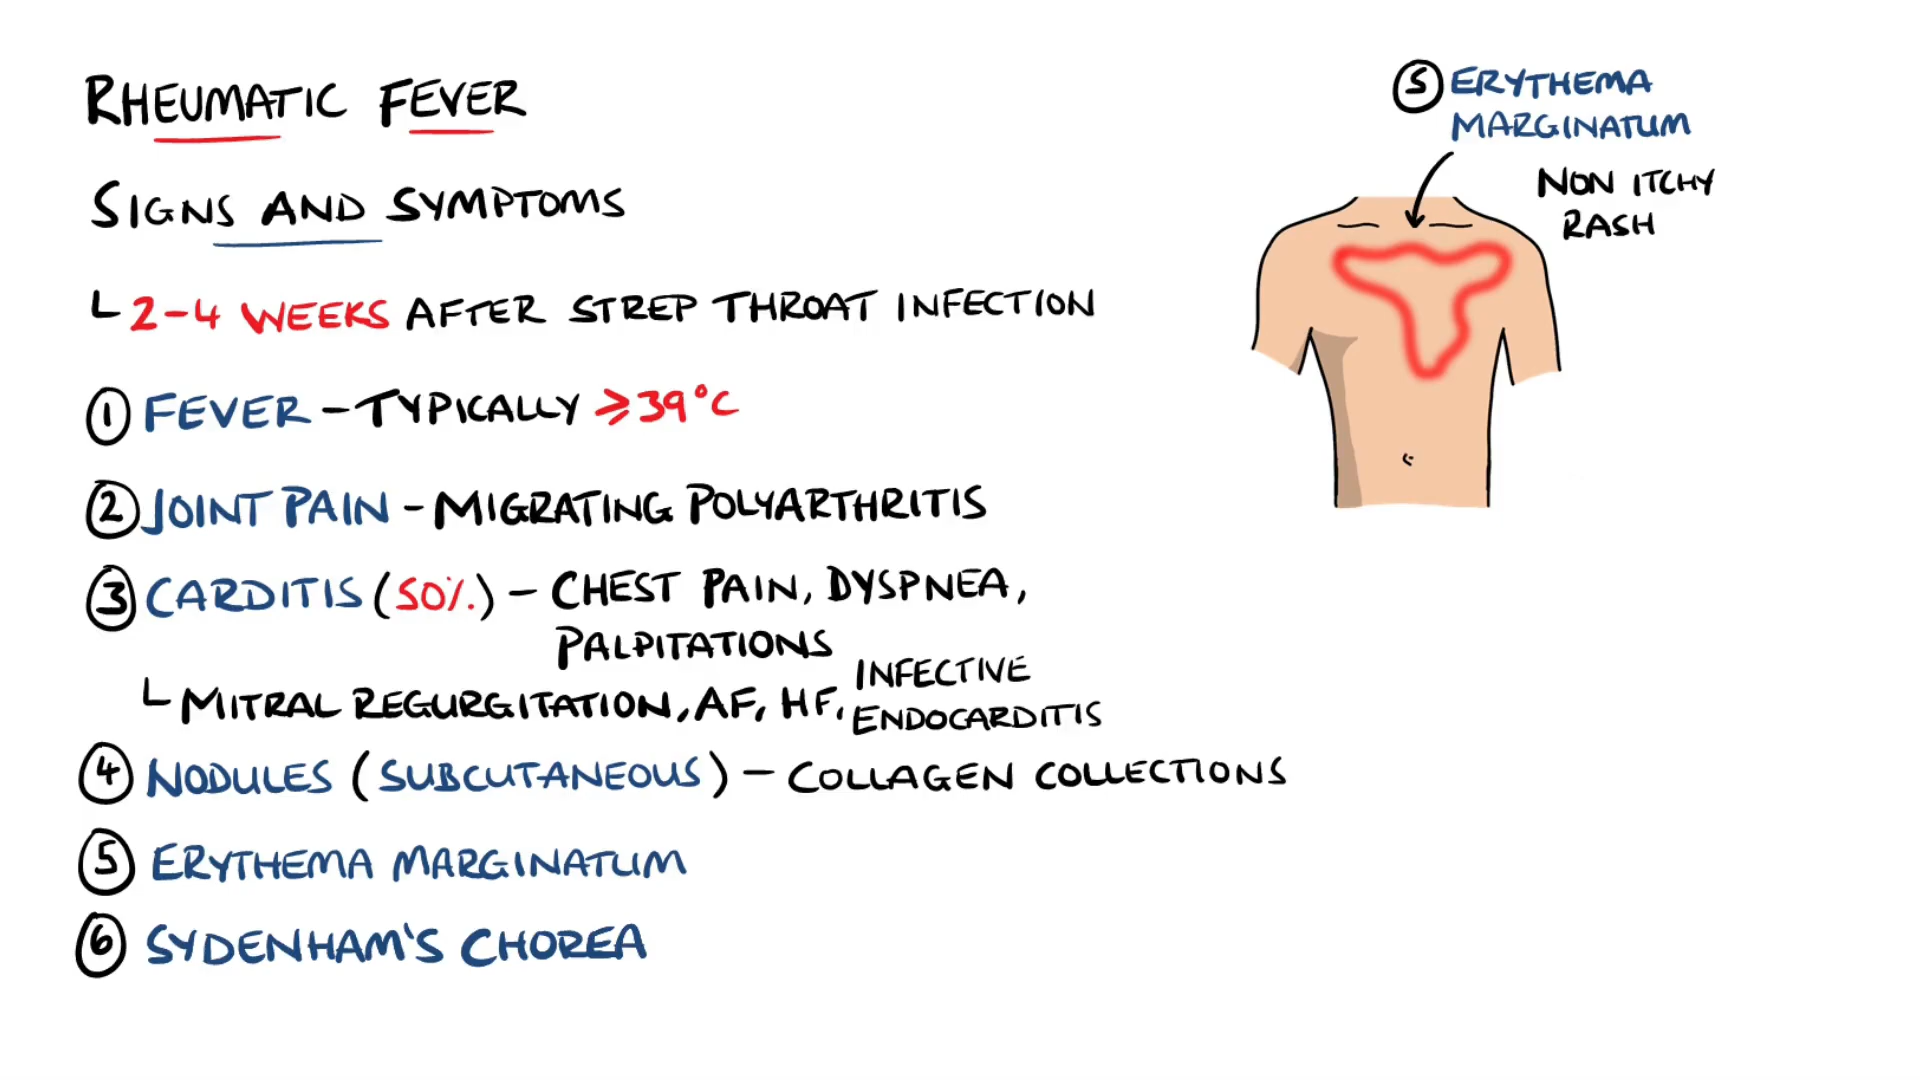 RHEUMATIC FEVER
SIGNS AND SYMPTOMS
2-4 WEEKS AFTER STREP THROAT INFECTION
① FEVER - TYPICALLY ≥39°C
② JOINT PAIN - MIGRATING POLYARTHRITIS
③ CARDITIS (50%) - CHEST PAIN, DYSPNEA,
PALPITATIONS
MITRAL REGURGITATION, AF, HF, INFECTIVE
ENDOCARDITIS
④ NODULES (SUBCUTANEOUS) - COLLAGEN COLLECTIONS
⑤ ERYTHEMA MARGINATUM
⑥ SYDENHAM'S CHOREA
⑤ ERYTHEMA
MARGINATUM
NON ITCHY
RASH